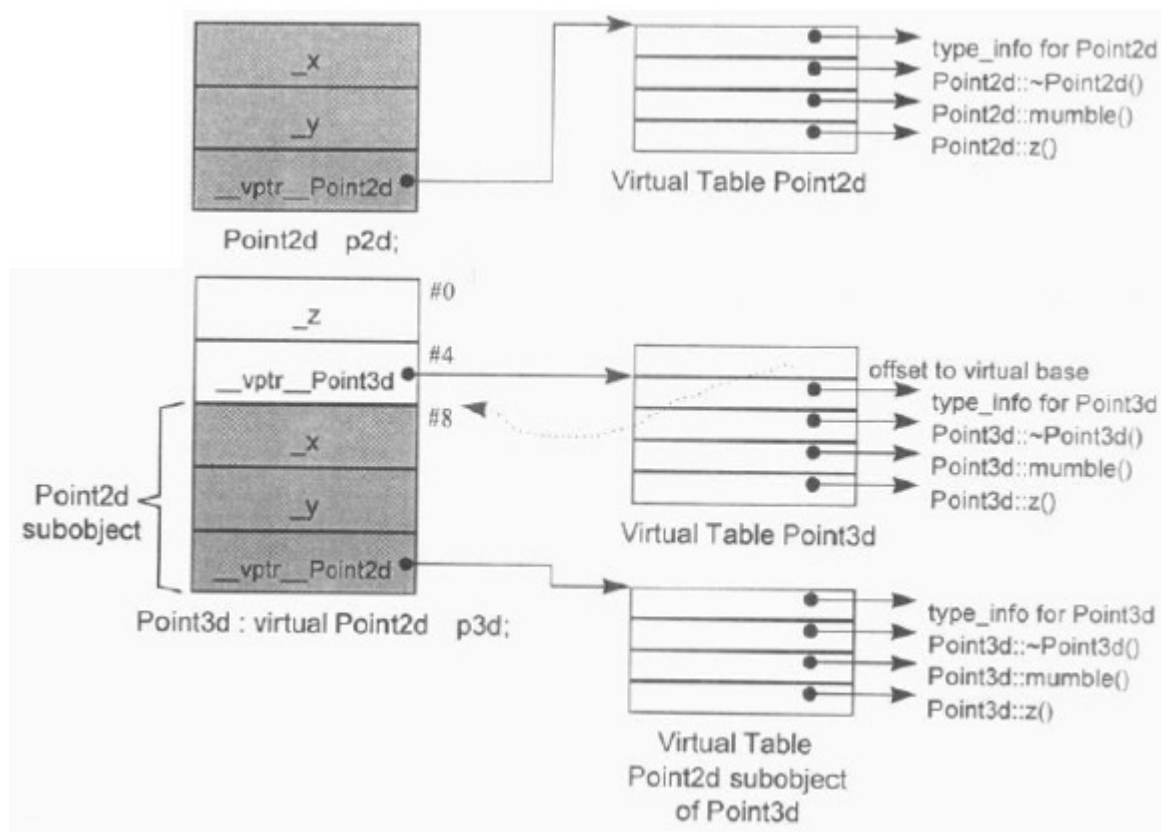 _x
_y
__vptr__Point2d
Point2d p2d;
type_info for Point2d
Point2d::~Point2d()
Point2d::mumble()
Point2d::z()
Virtual Table Point2d
#0
_z
#4
__vptr__Point3d
#8
_x
_y
__vptr__Point2d
Point2d
subobject
Point3d : virtual Point2d p3d;
offset to virtual base
type_info for Point3d
Point3d::~Point3d()
Point3d::mumble()
Point3d::z()
Virtual Table Point3d
type_info for Point3d
Point3d::~Point3d()
Point3d::mumble()
Point3d::z()
Virtual Table
Point2d subobject
of Point3d